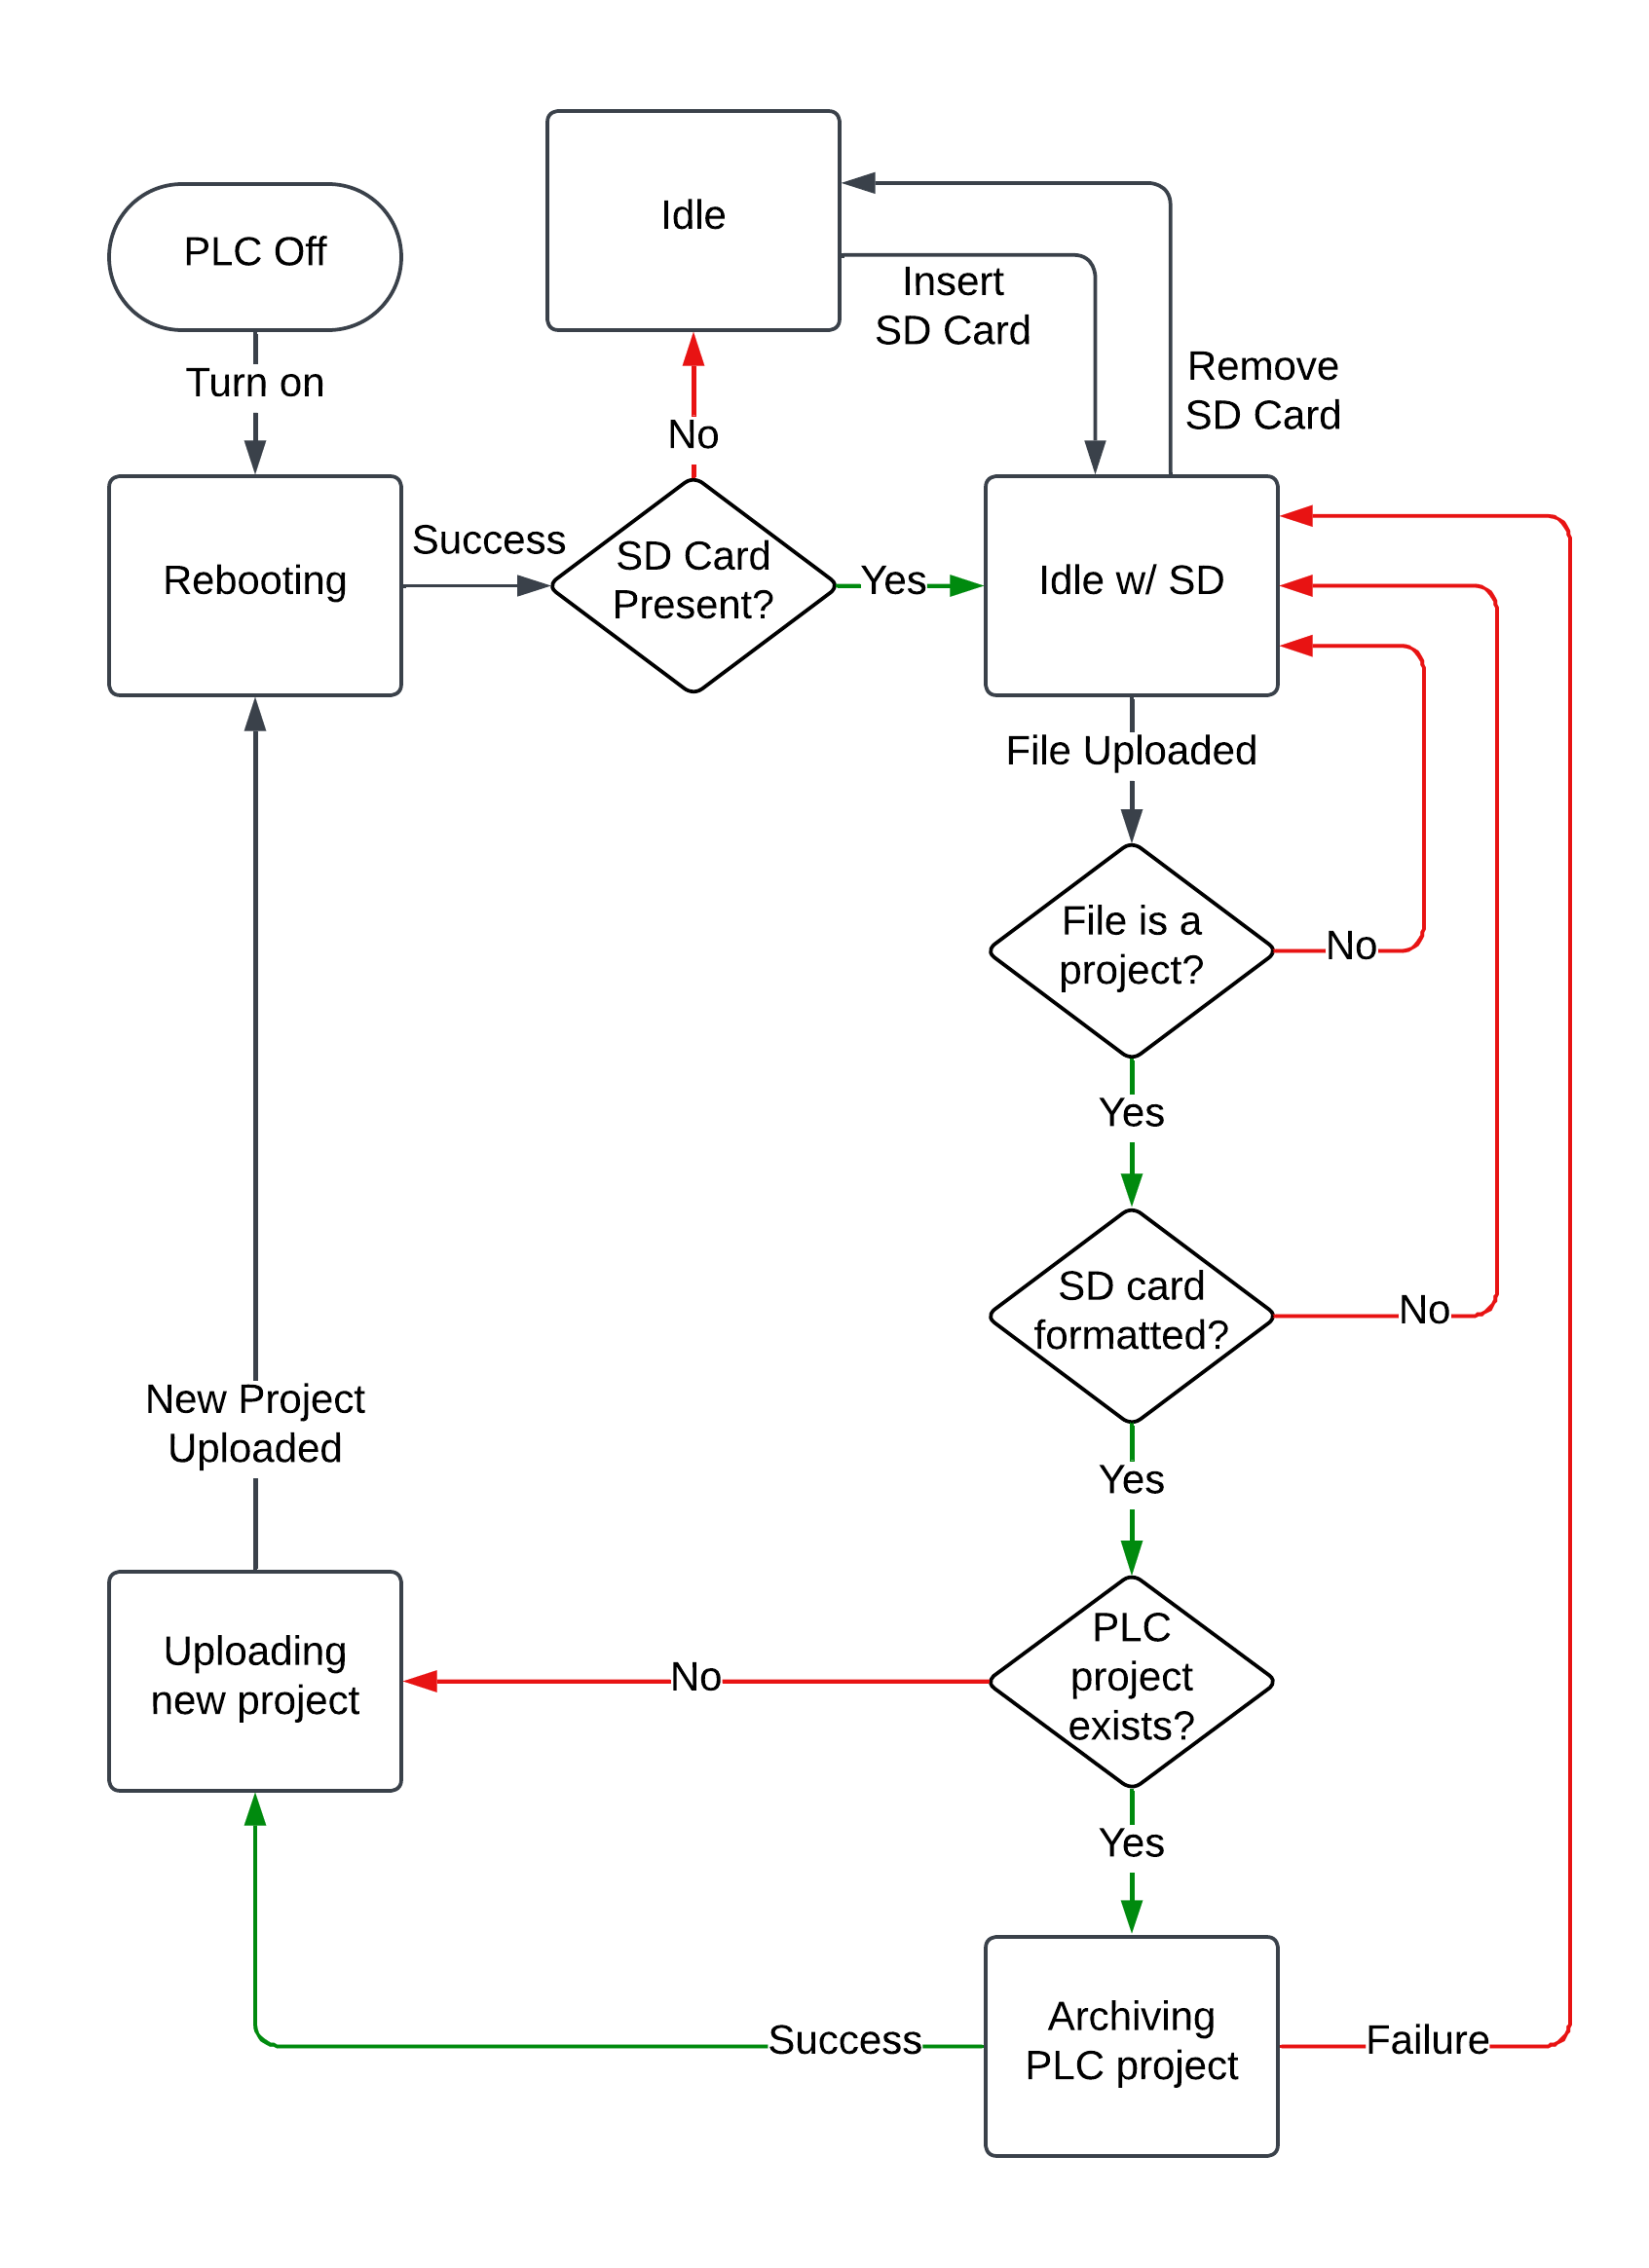 Idle
PLC Off
Insert
SD Card
Turn on
Remove
SD Card
No
Success
SD Card
Present?
Yes
Rebooting
Idle w/ SD
File Uploaded
File is a
project?
No
Yes
SD card
formatted?
No
New Project
Uploaded
Yes
Uploading
new project
No
PLC
project
exists?
Yes
Archiving
PLC project
Success
Failure